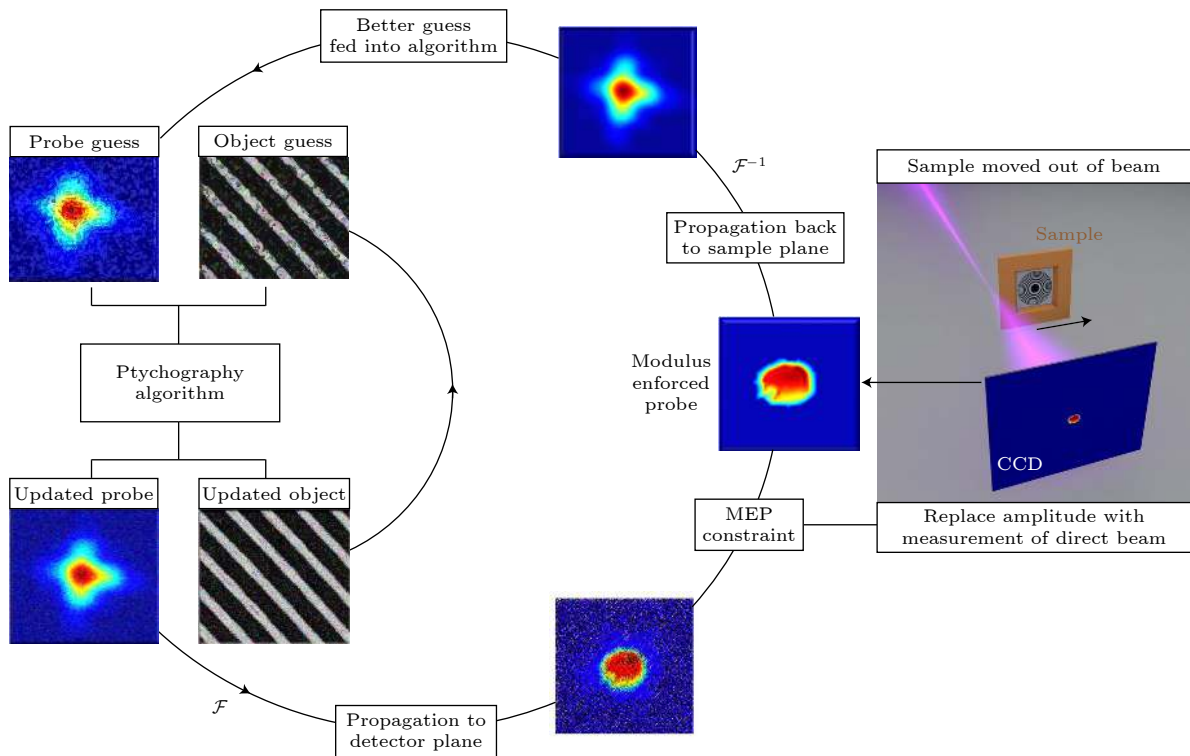 Better guess
fed into algorithm
Probe guess
Object guess
ℱ⁻¹
Sample moved out of beam
Propagation back
to sample plane
Sample
Modulus
enforced
probe
Ptychography
algorithm
CCD
Updated probe
Updated object
MEP
constraint
Replace amplitude with
measurement of direct beam
ℱ
Propagation to
detector plane